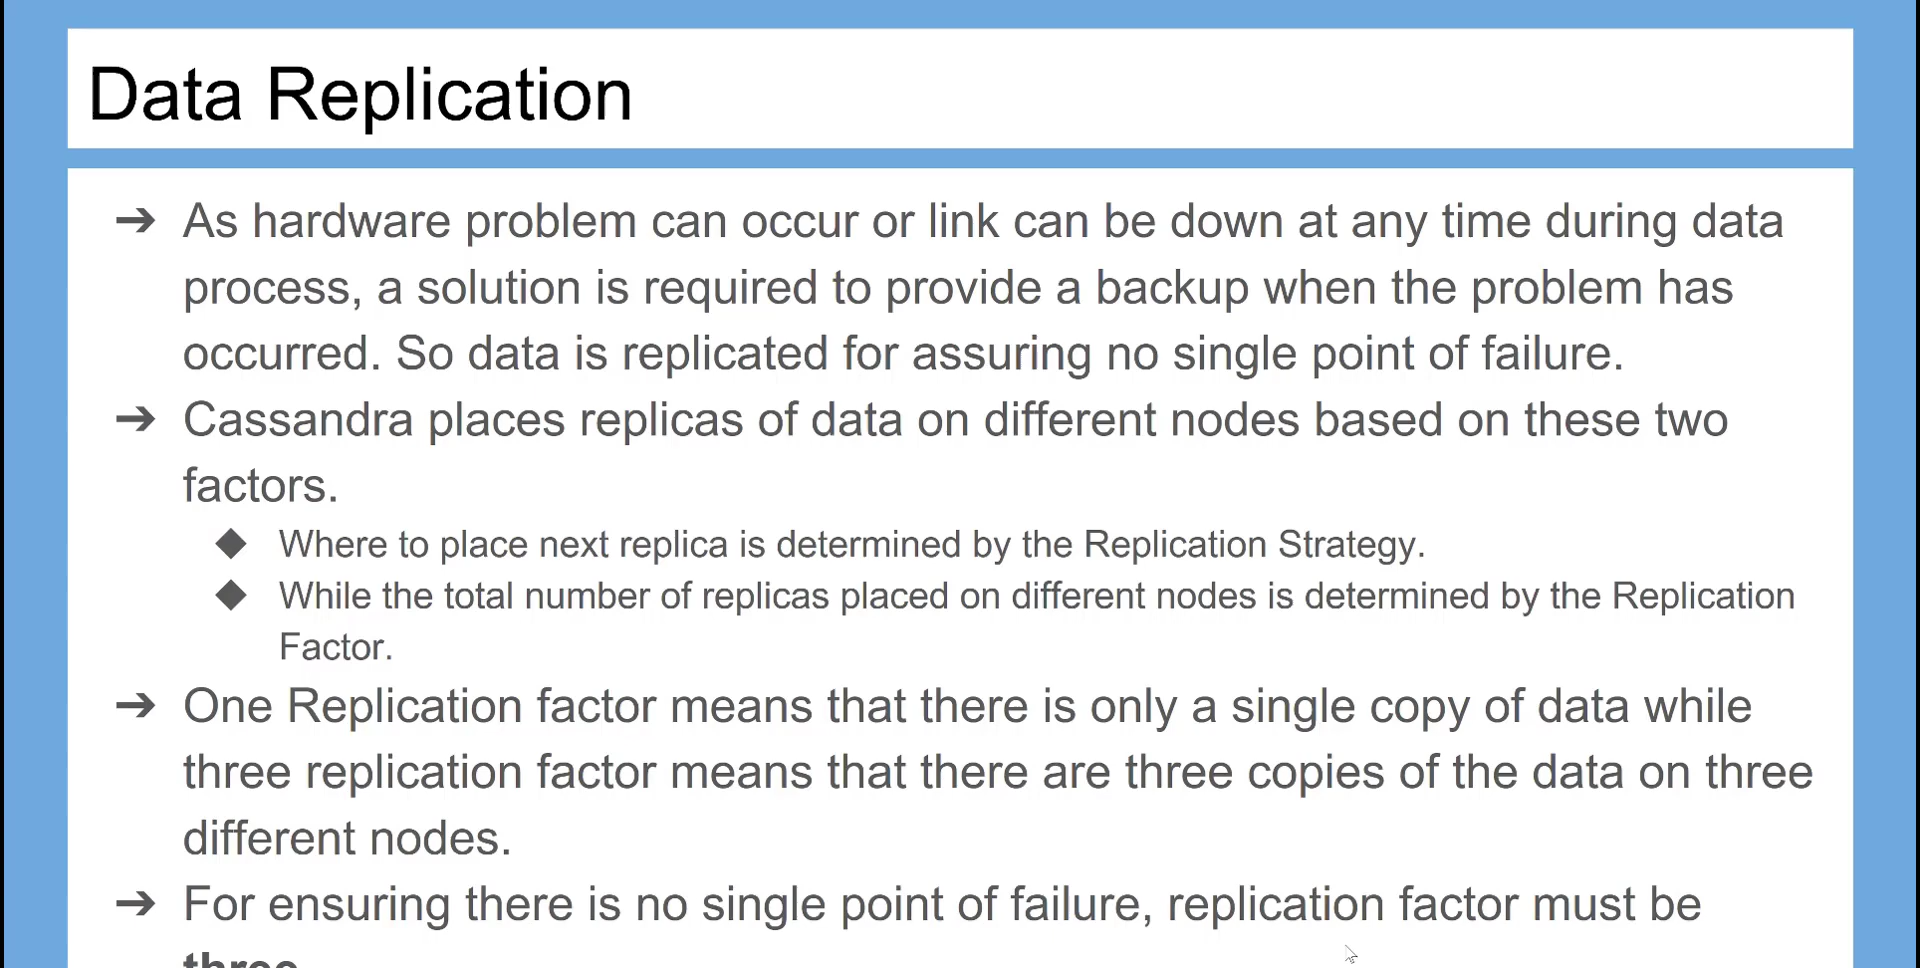 Data Replication
➔ As hardware problem can occur or link can be down at any time during data
process, a solution is required to provide a backup when the problem has
occurred. So data is replicated for assuring no single point of failure.
➔ Cassandra places replicas of data on different nodes based on these two
factors.
◆ Where to place next replica is determined by the Replication Strategy.
◆ While the total number of replicas placed on different nodes is determined by the Replication
Factor.
➔ One Replication factor means that there is only a single copy of data while
three replication factor means that there are three copies of the data on three
different nodes.
➔ For ensuring there is no single point of failure, replication factor must be
three